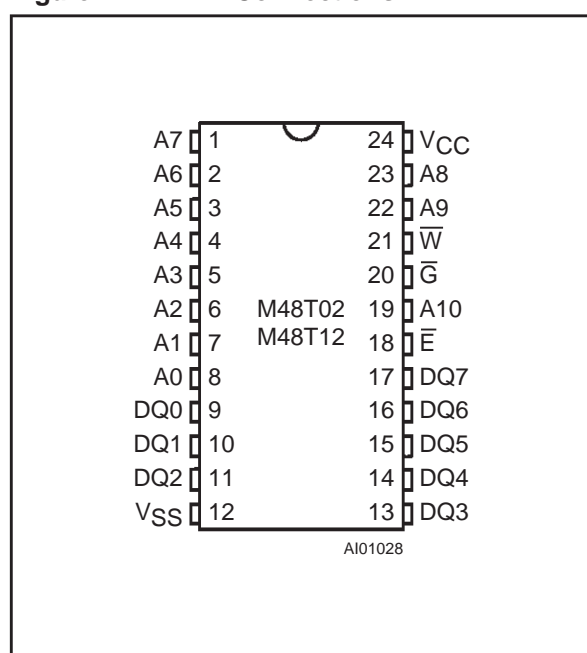 A7 1 24 VCC
A6 2 23 A8
A5 3 22 A9
A4 4 21 W̅
A3 5 20 G̅
A2 6 M48T02 19 A10
A1 7 M48T12 18 E̅
A0 8 17 DQ7
DQ0 9 16 DQ6
DQ1 10 15 DQ5
DQ2 11 14 DQ4
VSS 12 13 DQ3
AI01028